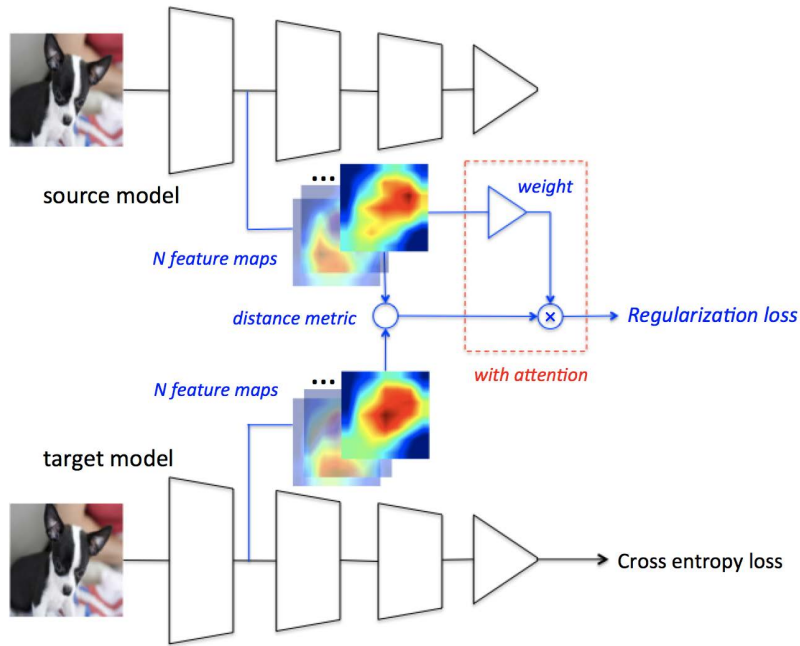 source model
...
weight
N feature maps
distance metric
×
Regularization loss
...
N feature maps
with attention
target model
Cross entropy loss